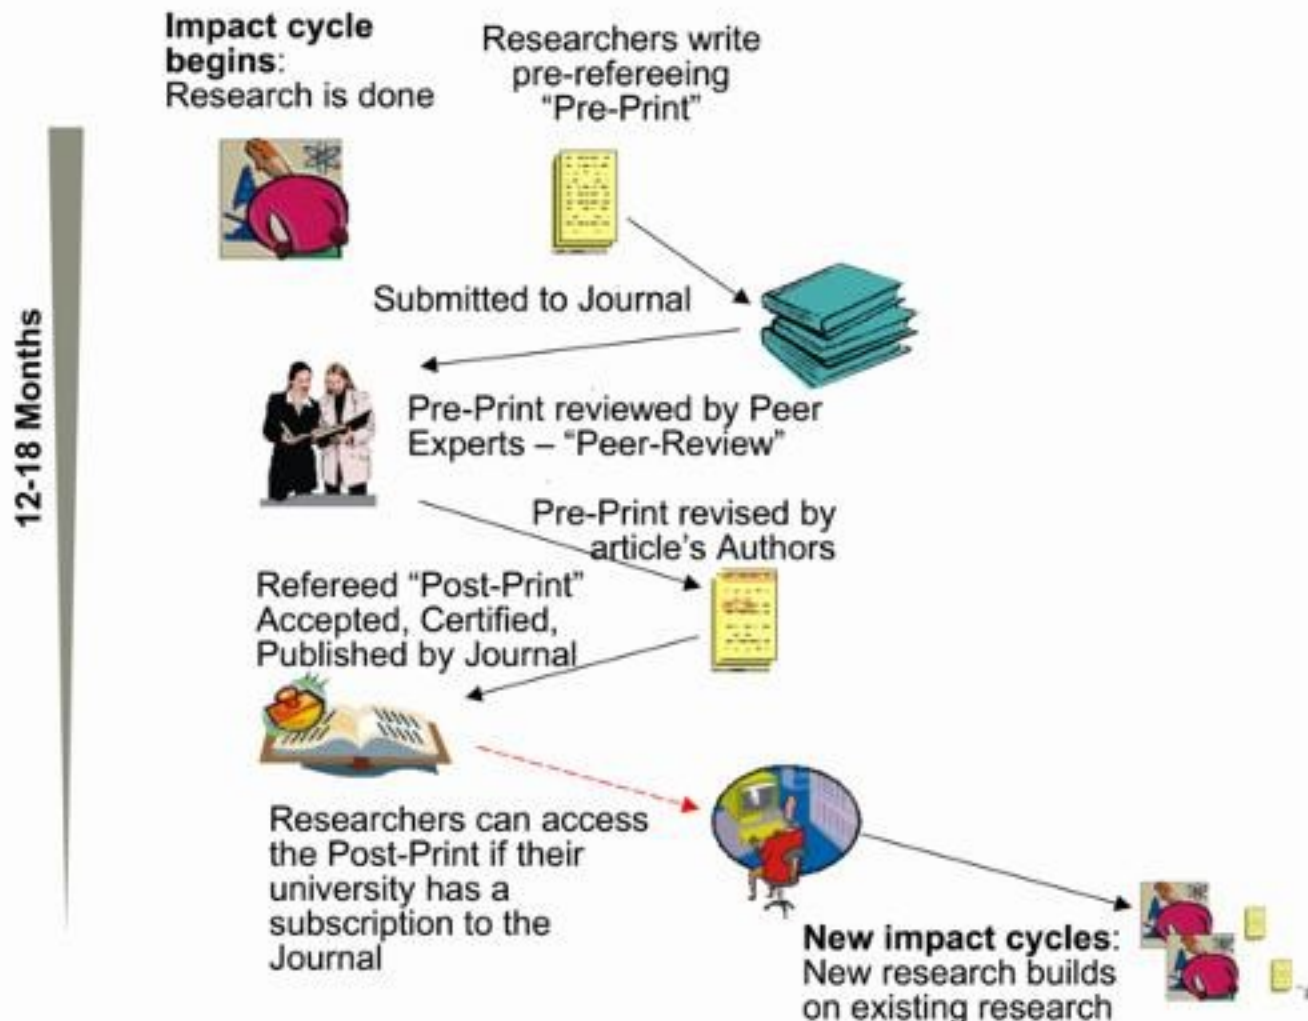 Impact cycle
begins:
Research is done
Researchers write
pre-refereeing
“Pre-Print”
12-18 Months
Submitted to Journal
Pre-Print reviewed by Peer
Experts – “Peer-Review”
Pre-Print revised by
article’s Authors
Refereed “Post-Print”
Accepted, Certified,
Published by Journal
Researchers can access
the Post-Print if their
university has a
subscription to the
Journal
New impact cycles:
New research builds
on existing research